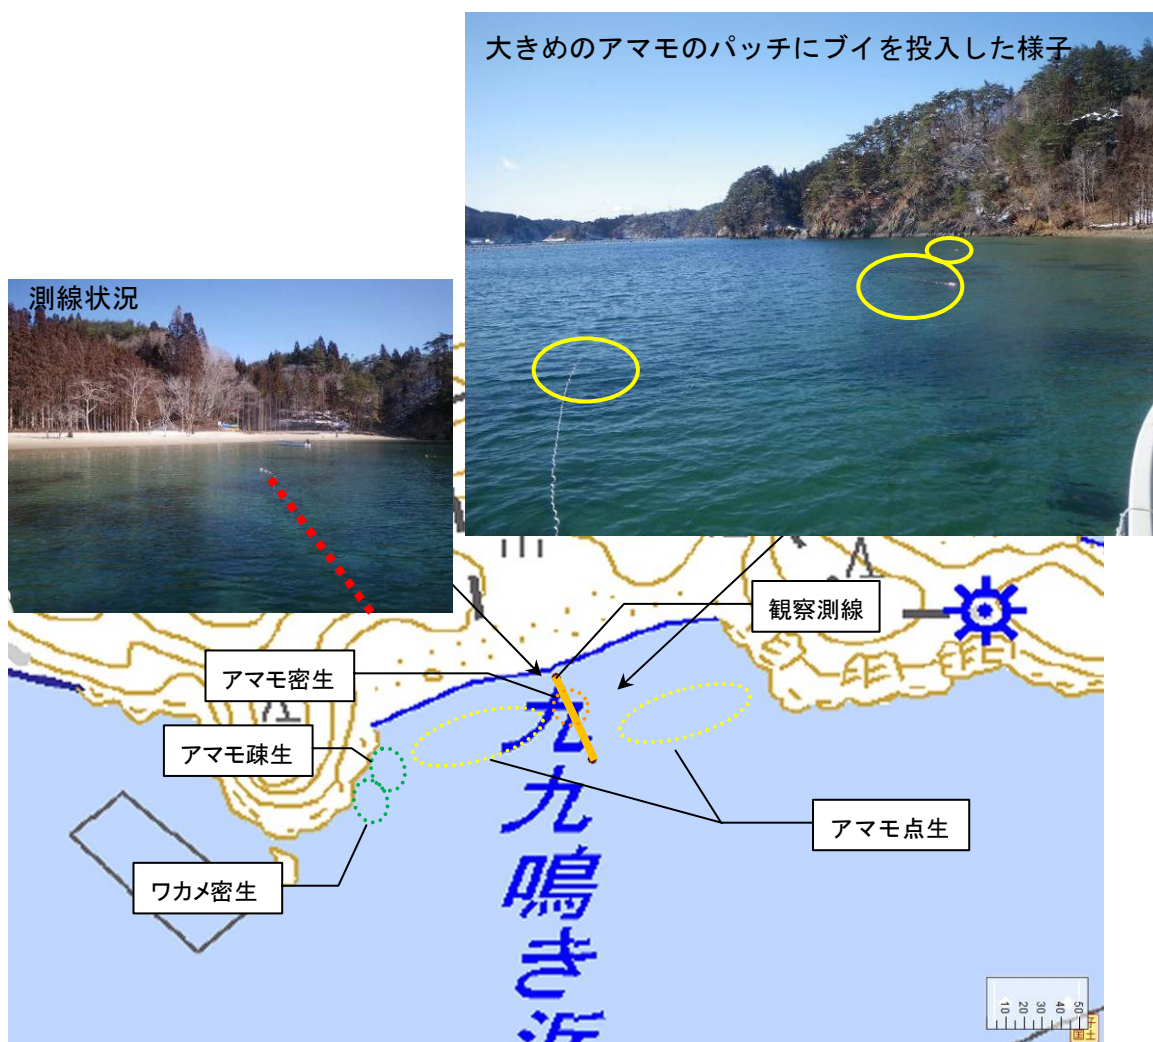 大きめのアマモのパッチにブイを投入した様子
測線状況
観察測線
アマモ密生
アマモ疎生
アマモ点生
ワカメ密生
九九鳴き浜
10 20 30 40 50